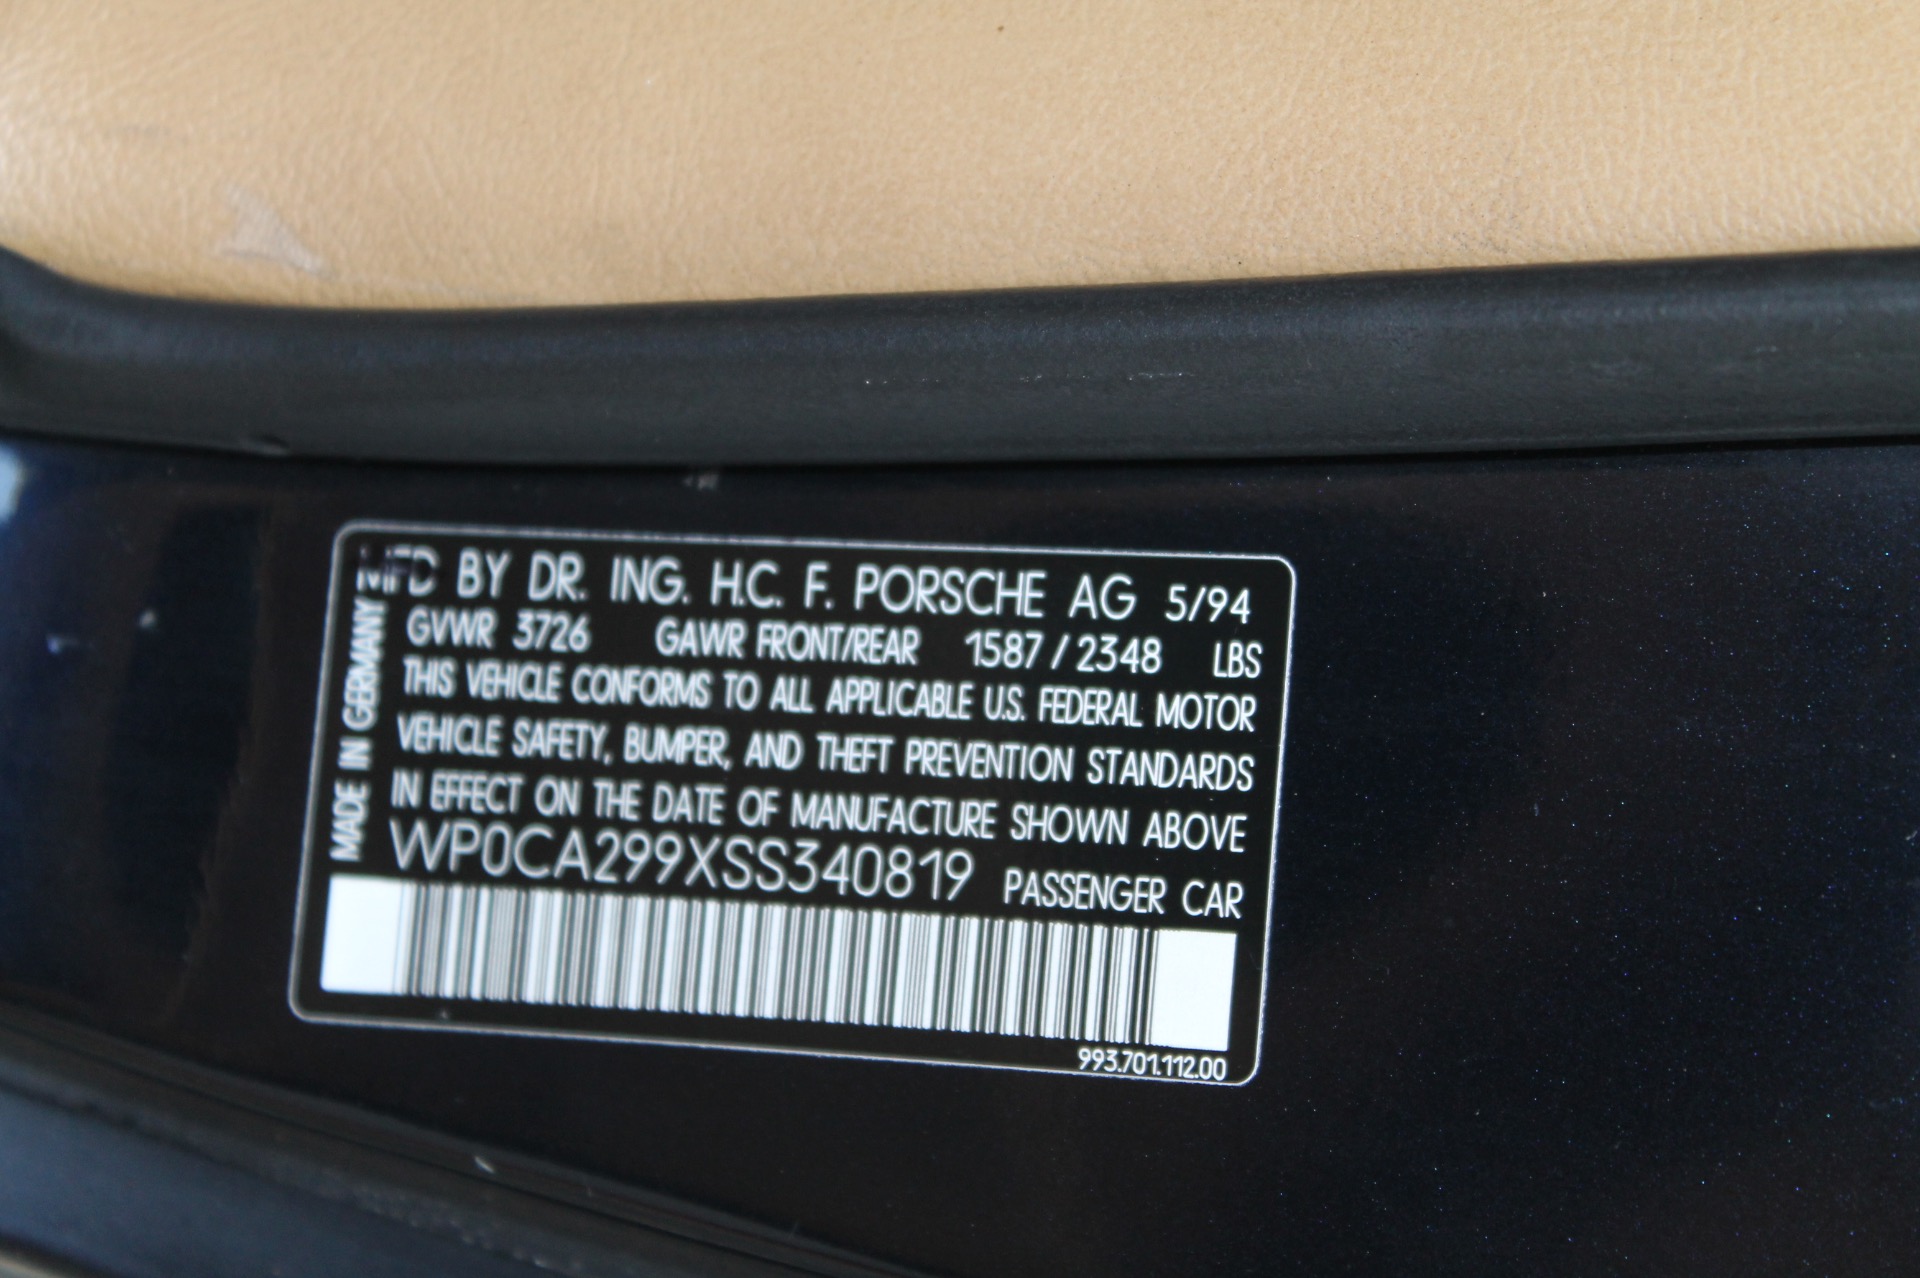 MFD BY DR. ING. H.C. F. PORSCHE AG 5/94
GVWR 3726 GAWR FRONT/REAR 1587/2348 LBS
THIS VEHICLE CONFORMS TO ALL APPLICABLE U.S. FEDERAL MOTOR
VEHICLE SAFETY, BUMPER, AND THEFT PREVENTION STANDARDS
IN EFFECT ON THE DATE OF MANUFACTURE SHOWN ABOVE
WP0CA299XSS340819 PASSENGER CAR
MADE IN GERMANY
993.701.112.00